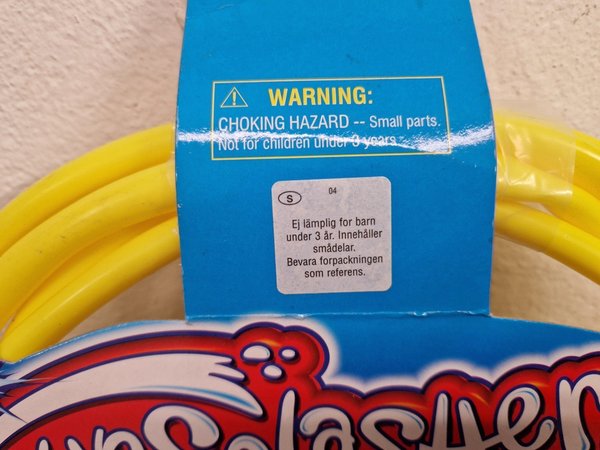 WARNING:
CHOKING HAZARD -- Small parts.
Not for children under 3 years.
S 04
Ej lämplig for barn
under 3 år. Innehåller
smådelar.
Bevara forpackningen
som referens.